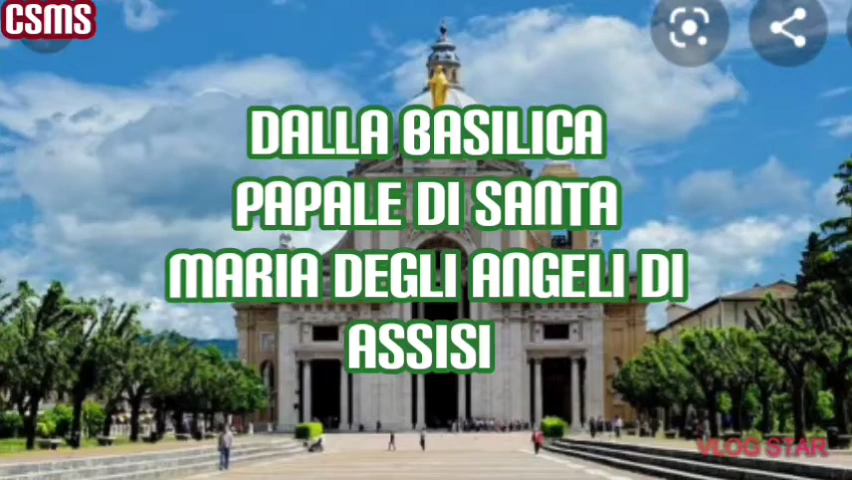 CSMS
DALLA BASILICA
PAPALE DI SANTA
MARIA DEGLI ANGELI DI
ASSISI
VLOG STAR